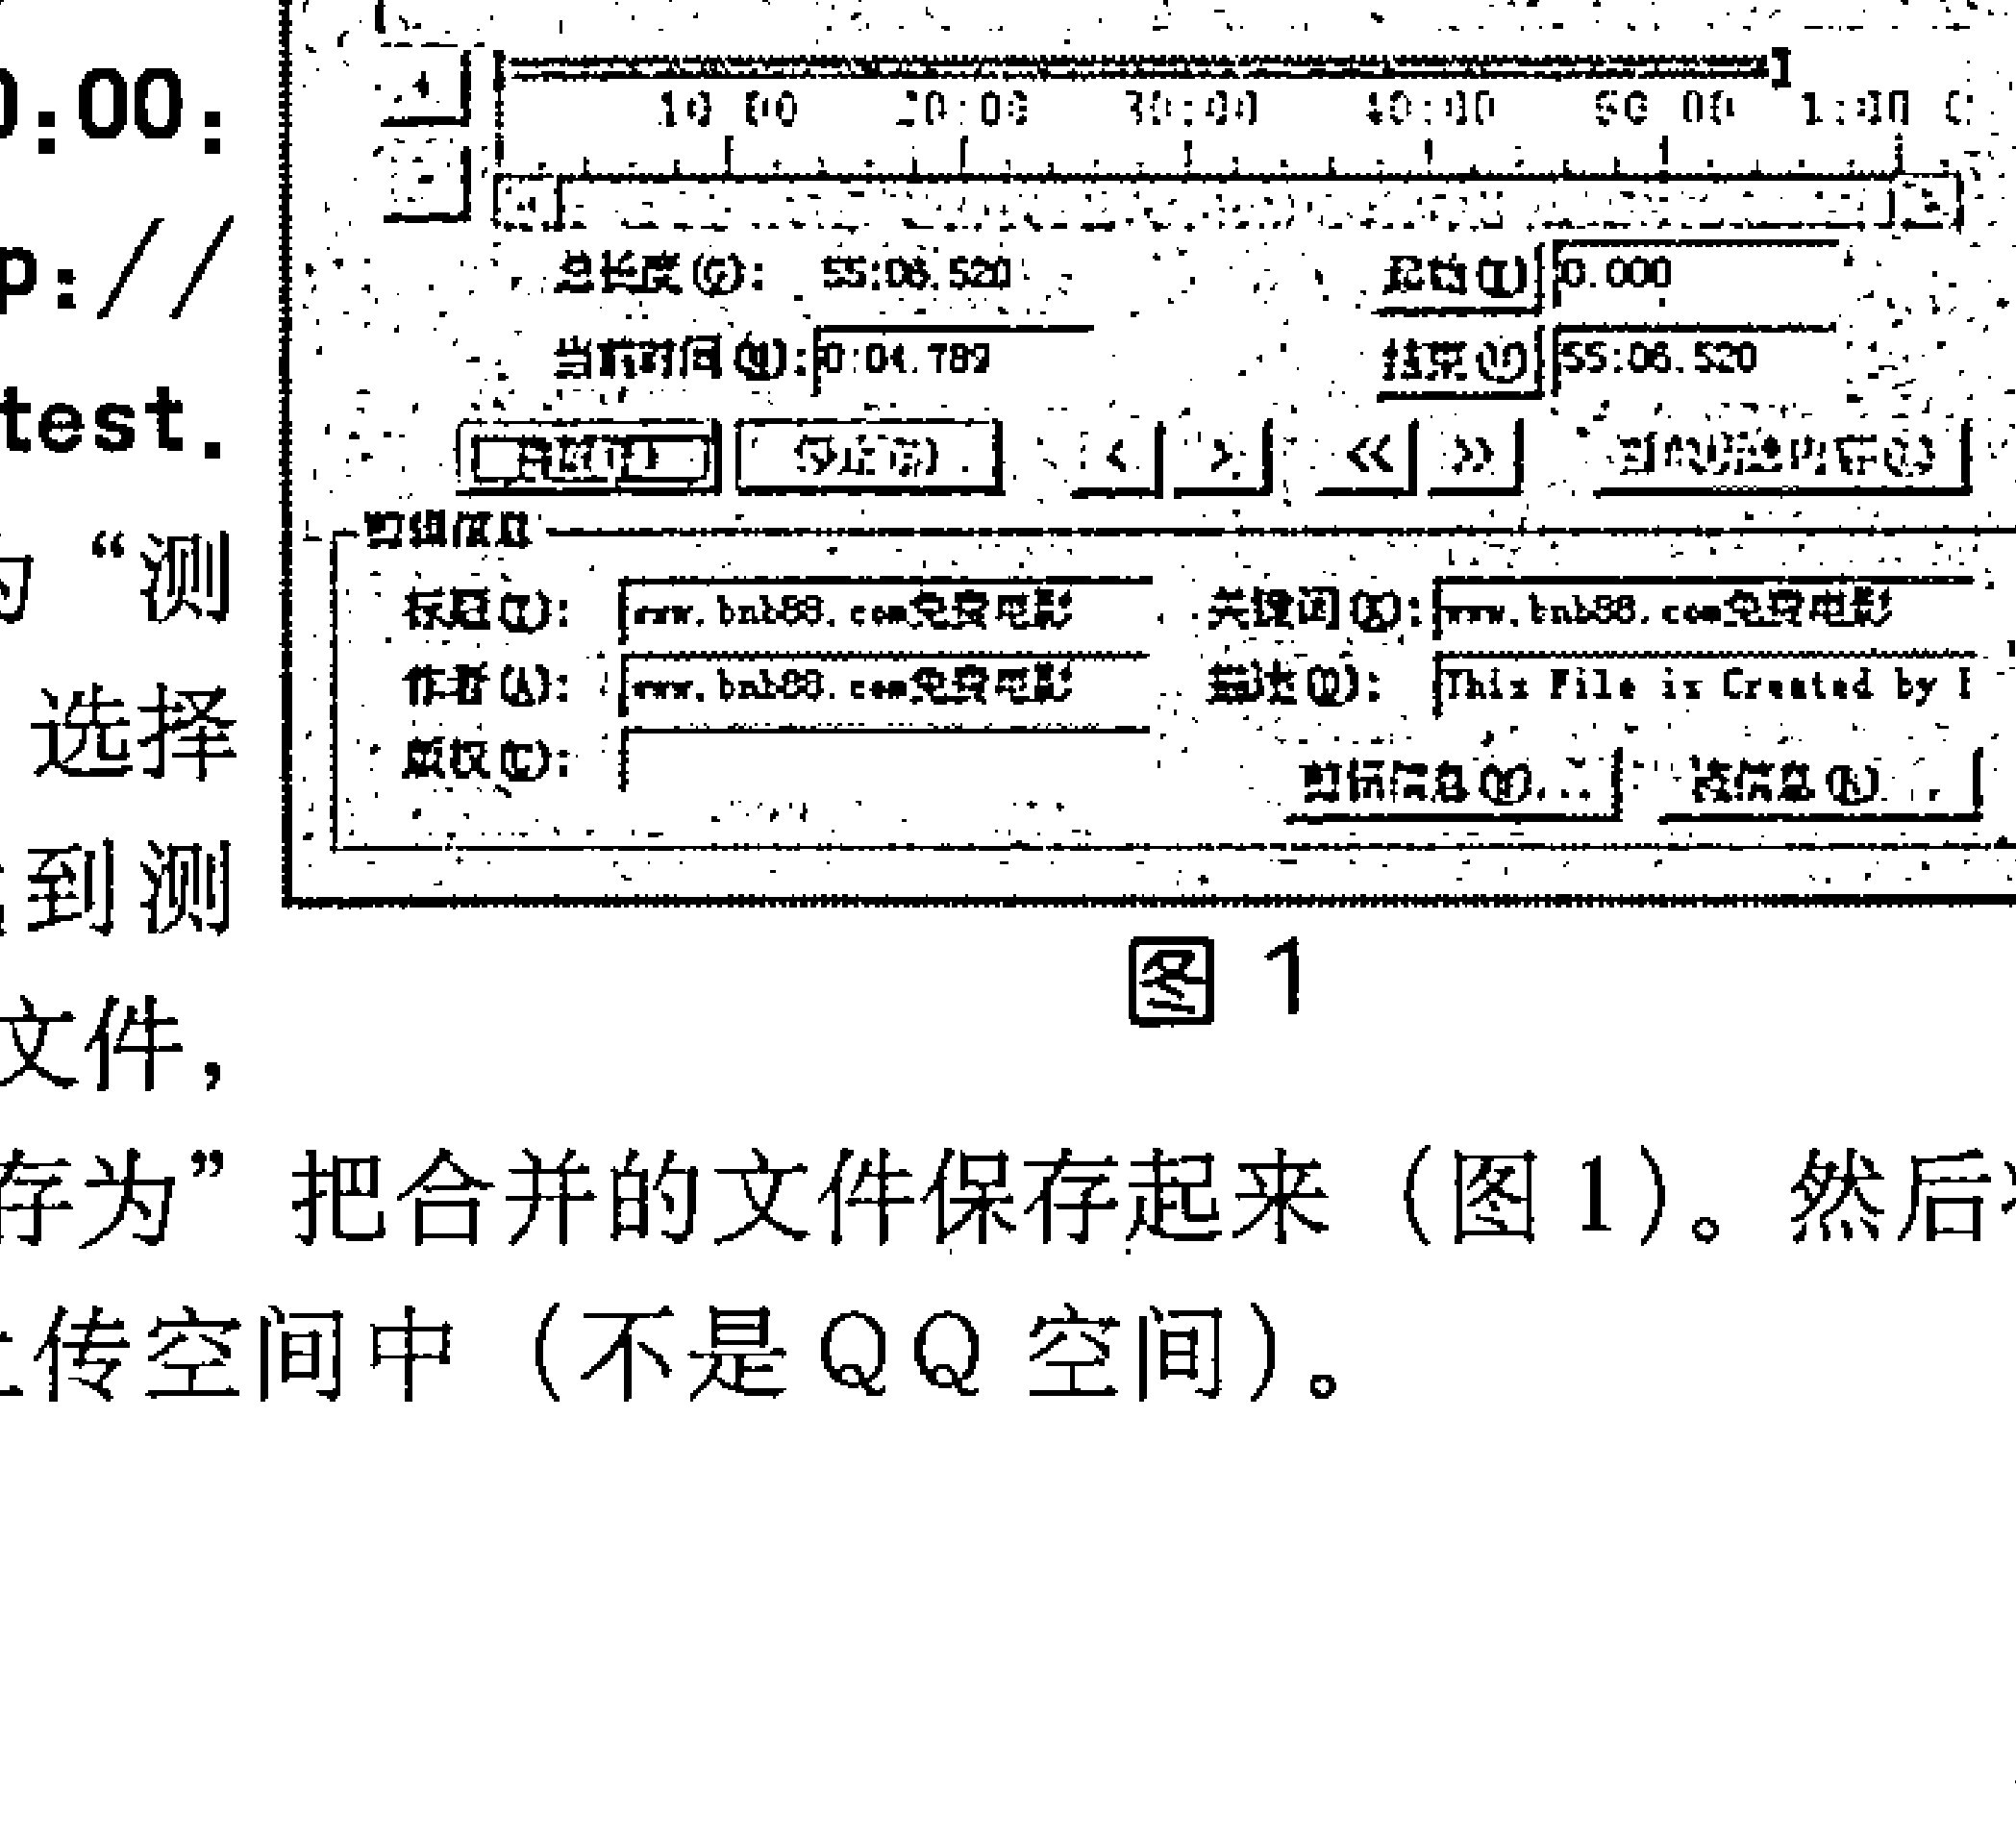 0:00:
p://
test.
为“测
选择
到测
文件，
10:00 20:00 30:00 40:00 50:00 1:00
总长度(G): 55:06.520
起始(I) 0.000
当前时间(M): 0:04.789
结束(O) 55:06.520
< > << >>
剪辑信息
标题(T): www.bnb88.com免费电影
关键词(K): www.bnb88.com免费电影
作者(A): www.bnb88.com免费电影
描述(D): This File is Created by
版权(C):
图 1
存为”把合并的文件保存起来（图1）。然后将
上传空间中（不是QQ 空间）。